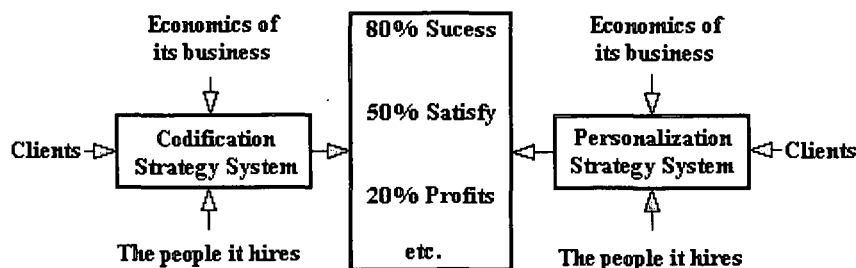 Economics of
its business
Clients
Codification
Strategy System
The people it hires
80% Sucess
50% Satisfy
20% Profits
etc.
Economics of
its business
Personalization
Strategy System
Clients
The people it hires